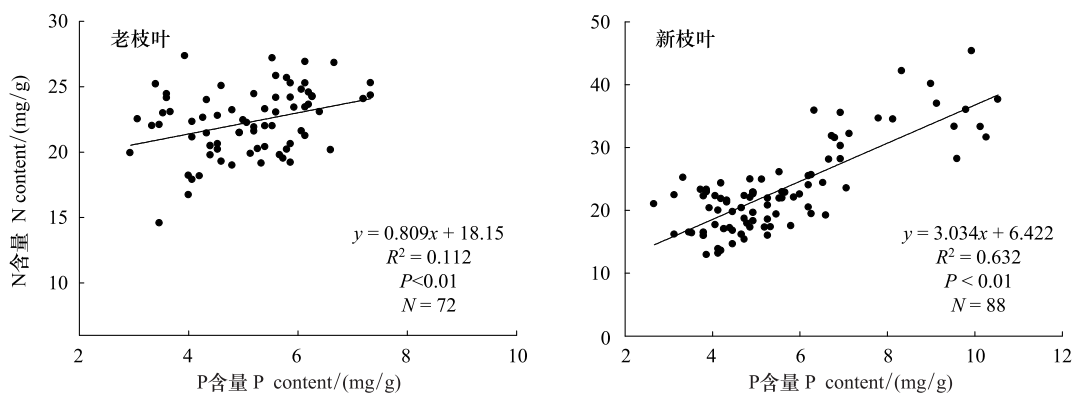 30
25
20
15
10
N含量 N content/(mg/g)
老枝叶
y = 0.809x + 18.15
R² = 0.112
P<0.01
N = 72
2 4 6 8 10
P含量 P content/(mg/g)
50
40
30
20
10
0
新枝叶
y = 3.034x + 6.422
R² = 0.632
P < 0.01
N = 88
2 4 6 8 10 12
P含量 P content/(mg/g)